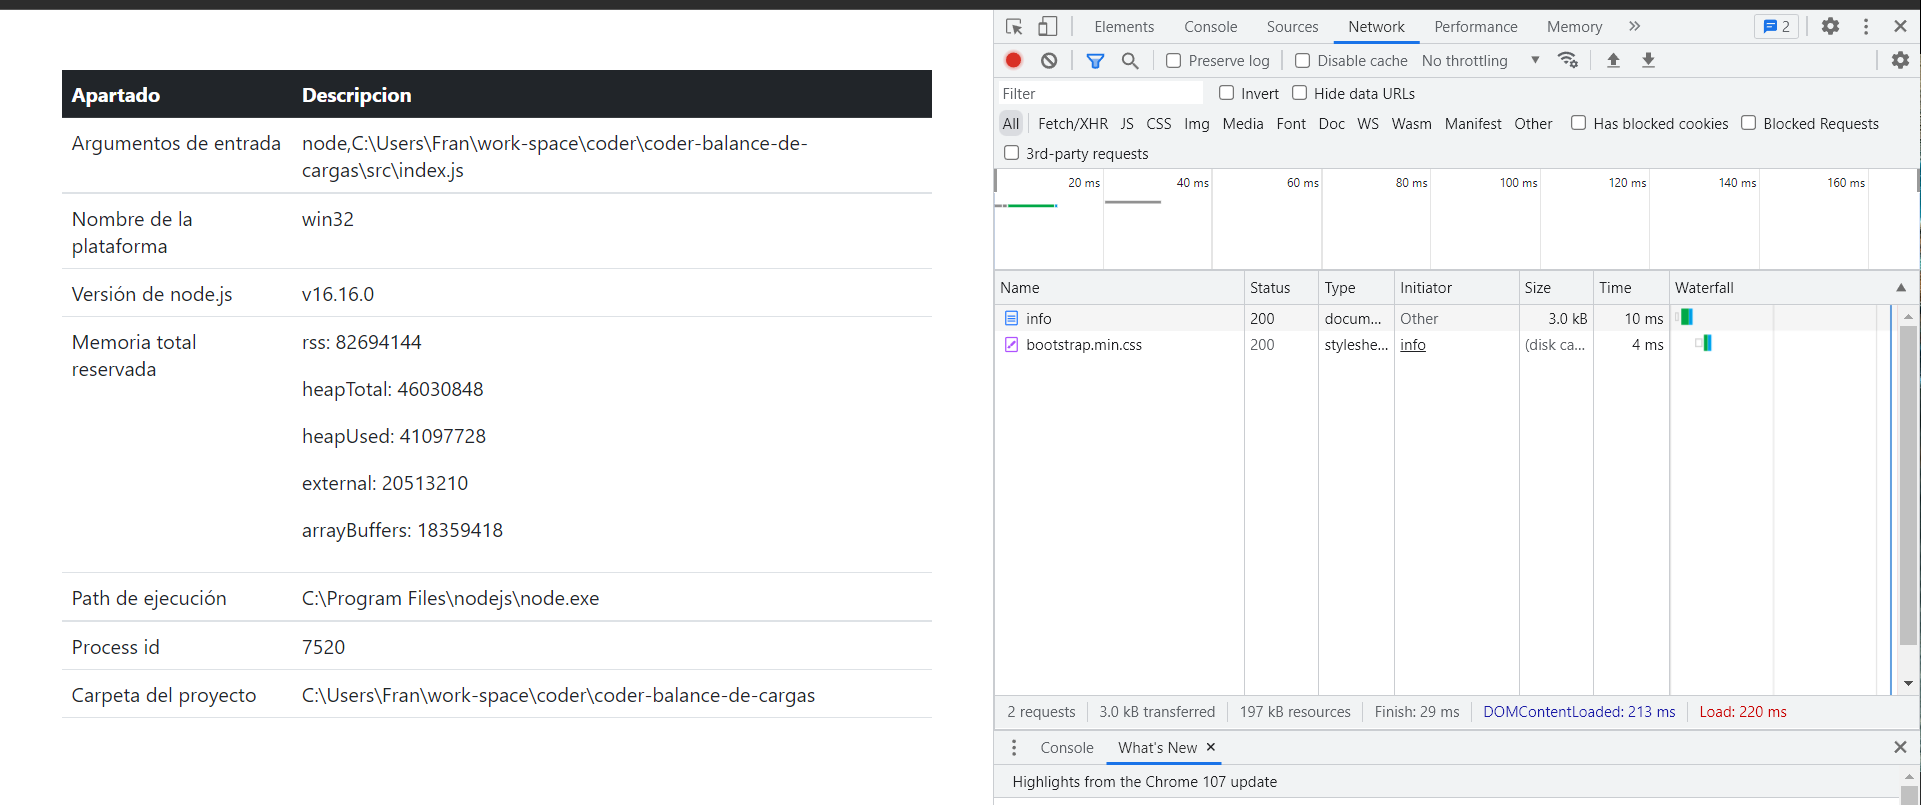 Apartado Descripcion
Argumentos de entrada node,C:\Users\Fran\work-space\coder\coder-balance-de-
cargas\src\index.js
Nombre de la win32
plataforma
Versión de node.js v16.16.0
Memoria total rss: 82694144
reservada
heapTotal: 46030848
heapUsed: 41097728
external: 20513210
arrayBuffers: 18359418
Path de ejecución C:\Program Files\nodejs\node.exe
Process id 7520
Carpeta del proyecto C:\Users\Fran\work-space\coder\coder-balance-de-cargas
Elements Console Sources Network Performance Memory » 2
Preserve log Disable cache No throttling
Filter Invert Hide data URLs
All Fetch/XHR JS CSS Img Media Font Doc WS Wasm Manifest Other Has blocked cookies Blocked Requests
3rd-party requests
20 ms 40 ms 60 ms 80 ms 100 ms 120 ms 140 ms 160 ms
Name Status Type Initiator Size Time Waterfall
info 200 docum... Other 3.0 kB 10 ms
bootstrap.min.css 200 styleshe... info (disk ca... 4 ms
2 requests 3.0 kB transferred 197 kB resources Finish: 29 ms DOMContentLoaded: 213 ms Load: 220 ms
Console What's New
Highlights from the Chrome 107 update